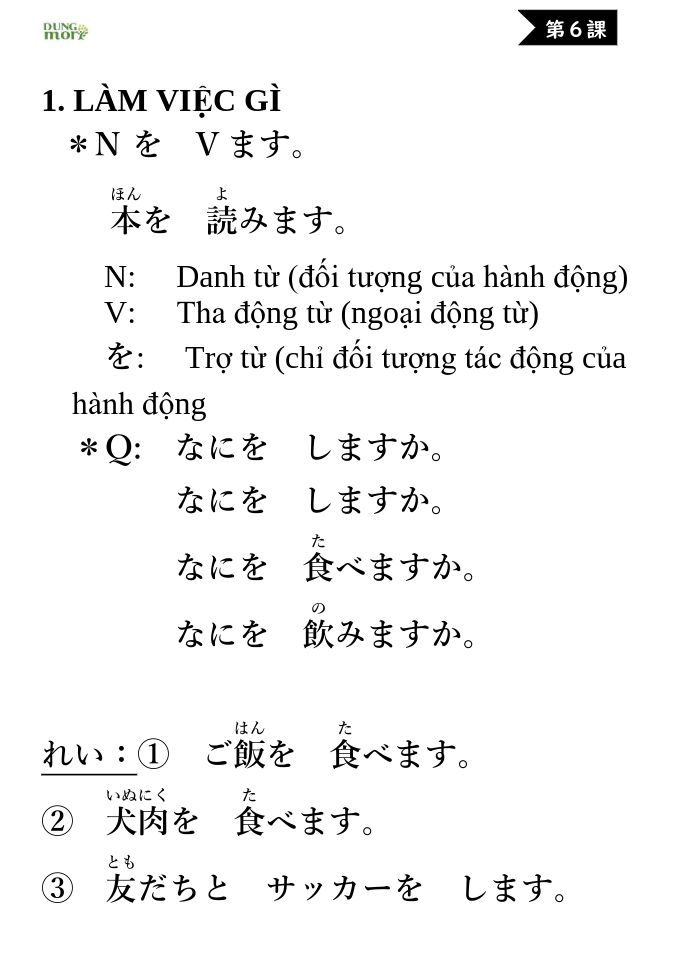 DUNG
mori
第６課
1. LÀM VIỆC GÌ
＊N を　V ます。
ほん　よ
本を　読みます。
N: Danh từ (đối tượng của hành động)
V: Tha động từ (ngoại động từ)
を: Trợ từ (chỉ đối tượng tác động của
hành động
＊Q:　なにを　しますか。
なにを　しますか。
た
なにを　食べますか。
の
なにを　飲みますか。
はん　た
れい：①　ご飯を　食べます。
いぬにく　た
②　犬肉を　食べます。
とも
③　友だちと　サッカーを　します。